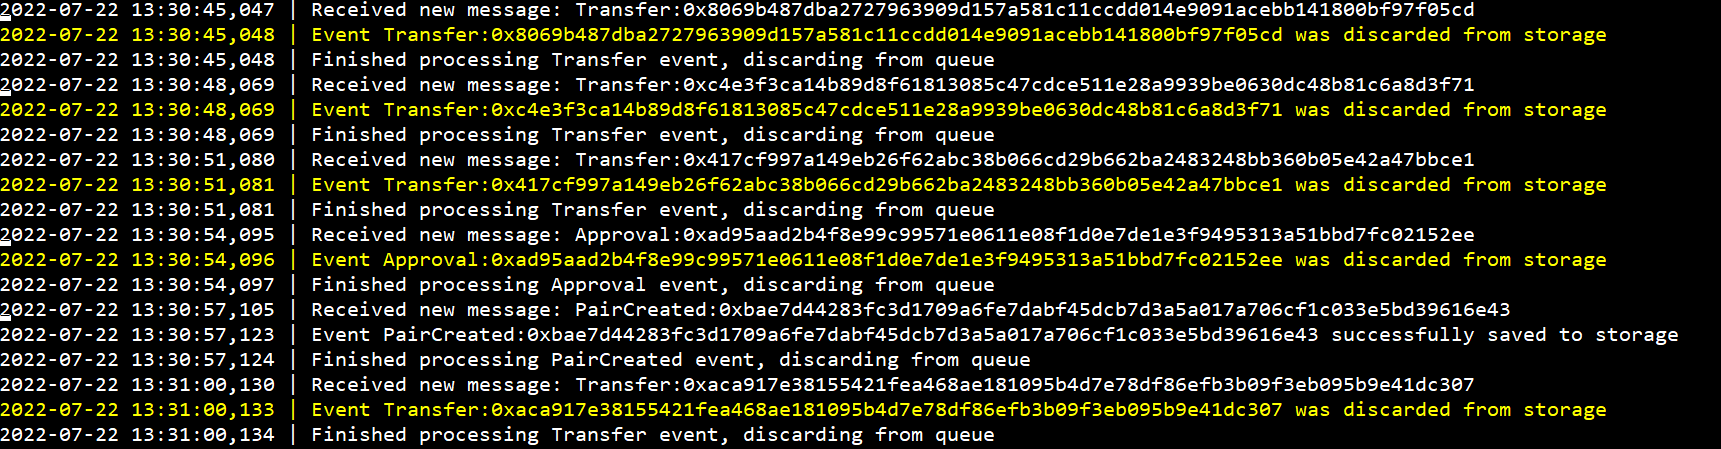 2022-07-22 13:30:45,047 | Received new message: Transfer:0x8069b487dba2727963909d157a581c11ccdd014e9091acebb141800bf97f05cd
2022-07-22 13:30:45,048 | Event Transfer:0x8069b487dba2727963909d157a581c11ccdd014e9091acebb141800bf97f05cd was discarded from storage
2022-07-22 13:30:45,048 | Finished processing Transfer event, discarding from queue
2022-07-22 13:30:48,069 | Received new message: Transfer:0xc4e3f3ca14b89d8f61813085c47cdce511e28a9939be0630dc48b81c6a8d3f71
2022-07-22 13:30:48,069 | Event Transfer:0xc4e3f3ca14b89d8f61813085c47cdce511e28a9939be0630dc48b81c6a8d3f71 was discarded from storage
2022-07-22 13:30:48,069 | Finished processing Transfer event, discarding from queue
2022-07-22 13:30:51,080 | Received new message: Transfer:0x417cf997a149eb26f62abc38b066cd29b662ba2483248bb360b05e42a47bbce1
2022-07-22 13:30:51,081 | Event Transfer:0x417cf997a149eb26f62abc38b066cd29b662ba2483248bb360b05e42a47bbce1 was discarded from storage
2022-07-22 13:30:51,081 | Finished processing Transfer event, discarding from queue
2022-07-22 13:30:54,095 | Received new message: Approval:0xad95aad2b4f8e99c99571e0611e08f1d0e7de1e3f9495313a51bbd7fc02152ee
2022-07-22 13:30:54,096 | Event Approval:0xad95aad2b4f8e99c99571e0611e08f1d0e7de1e3f9495313a51bbd7fc02152ee was discarded from storage
2022-07-22 13:30:54,097 | Finished processing Approval event, discarding from queue
2022-07-22 13:30:57,105 | Received new message: PairCreated:0xbae7d44283fc3d1709a6fe7dabf45dcb7d3a5a017a706cf1c033e5bd39616e43
2022-07-22 13:30:57,123 | Event PairCreated:0xbae7d44283fc3d1709a6fe7dabf45dcb7d3a5a017a706cf1c033e5bd39616e43 successfully saved to storage
2022-07-22 13:30:57,124 | Finished processing PairCreated event, discarding from queue
2022-07-22 13:31:00,130 | Received new message: Transfer:0xaca917e38155421fea468ae181095b4d7e78df86efb3b09f3eb095b9e41dc307
2022-07-22 13:31:00,133 | Event Transfer:0xaca917e38155421fea468ae181095b4d7e78df86efb3b09f3eb095b9e41dc307 was discarded from storage
2022-07-22 13:31:00,134 | Finished processing Transfer event, discarding from queue